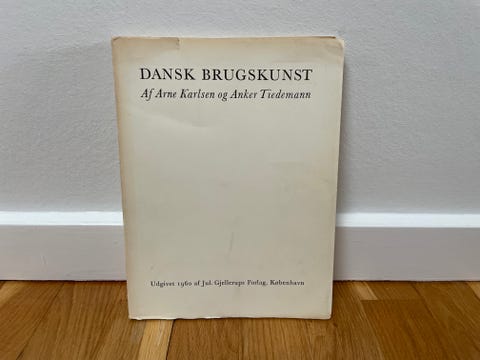 DANSK BRUGSKUNST
Af Arne Karlsen og Anker Tiedemann
Udgivet 1960 af Jul. Gjellerups Forlag, København